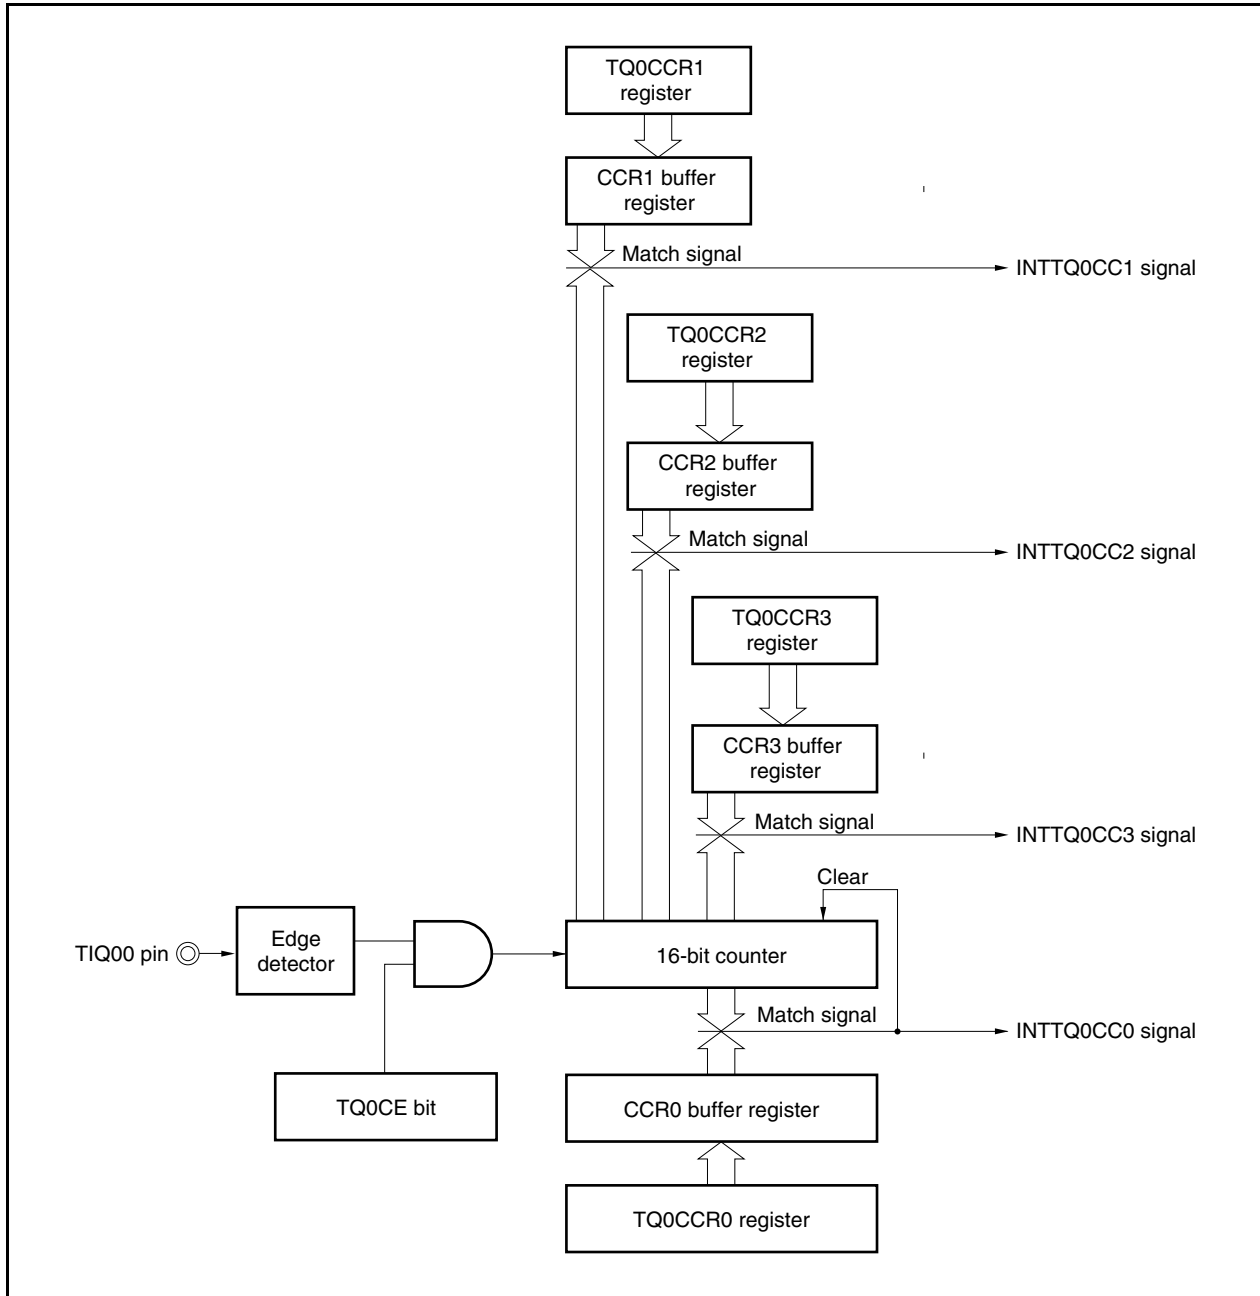 TQ0CCR1
register
CCR1 buffer
register
Match signal
INTTQ0CC1 signal
TQ0CCR2
register
CCR2 buffer
register
Match signal
INTTQ0CC2 signal
TQ0CCR3
register
CCR3 buffer
register
Match signal
INTTQ0CC3 signal
Clear
TIQ00 pin
Edge
detector
16-bit counter
Match signal
INTTQ0CC0 signal
TQ0CE bit
CCR0 buffer register
TQ0CCR0 register